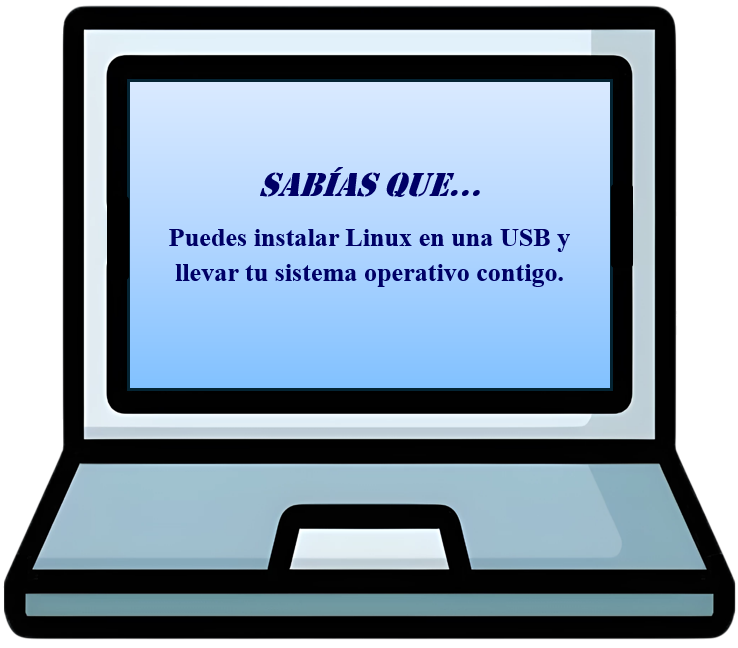 SABÍAS QUE...
Puedes instalar Linux en una USB y
llevar tu sistema operativo contigo.